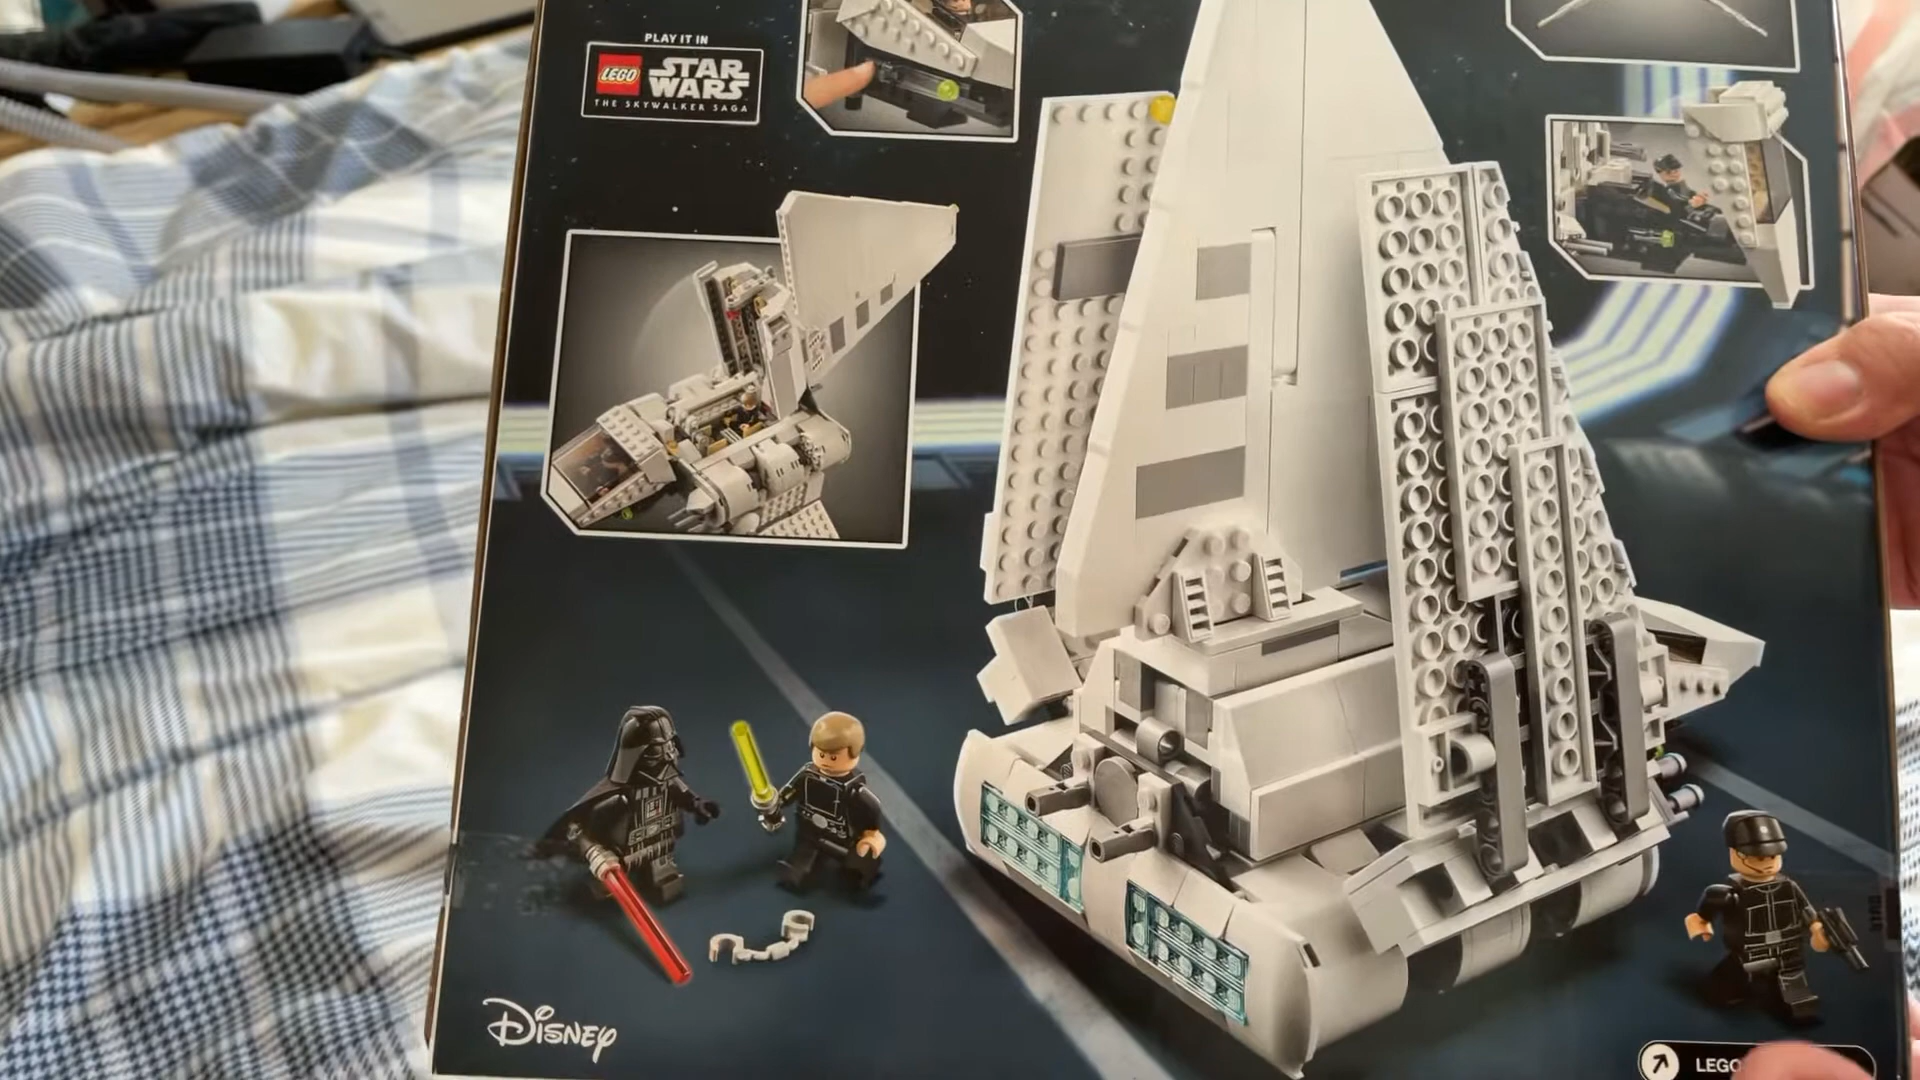 PLAY IT IN
LEGO
STAR
WARS
THE SKYWALKER SAGA
Disney
LEGO